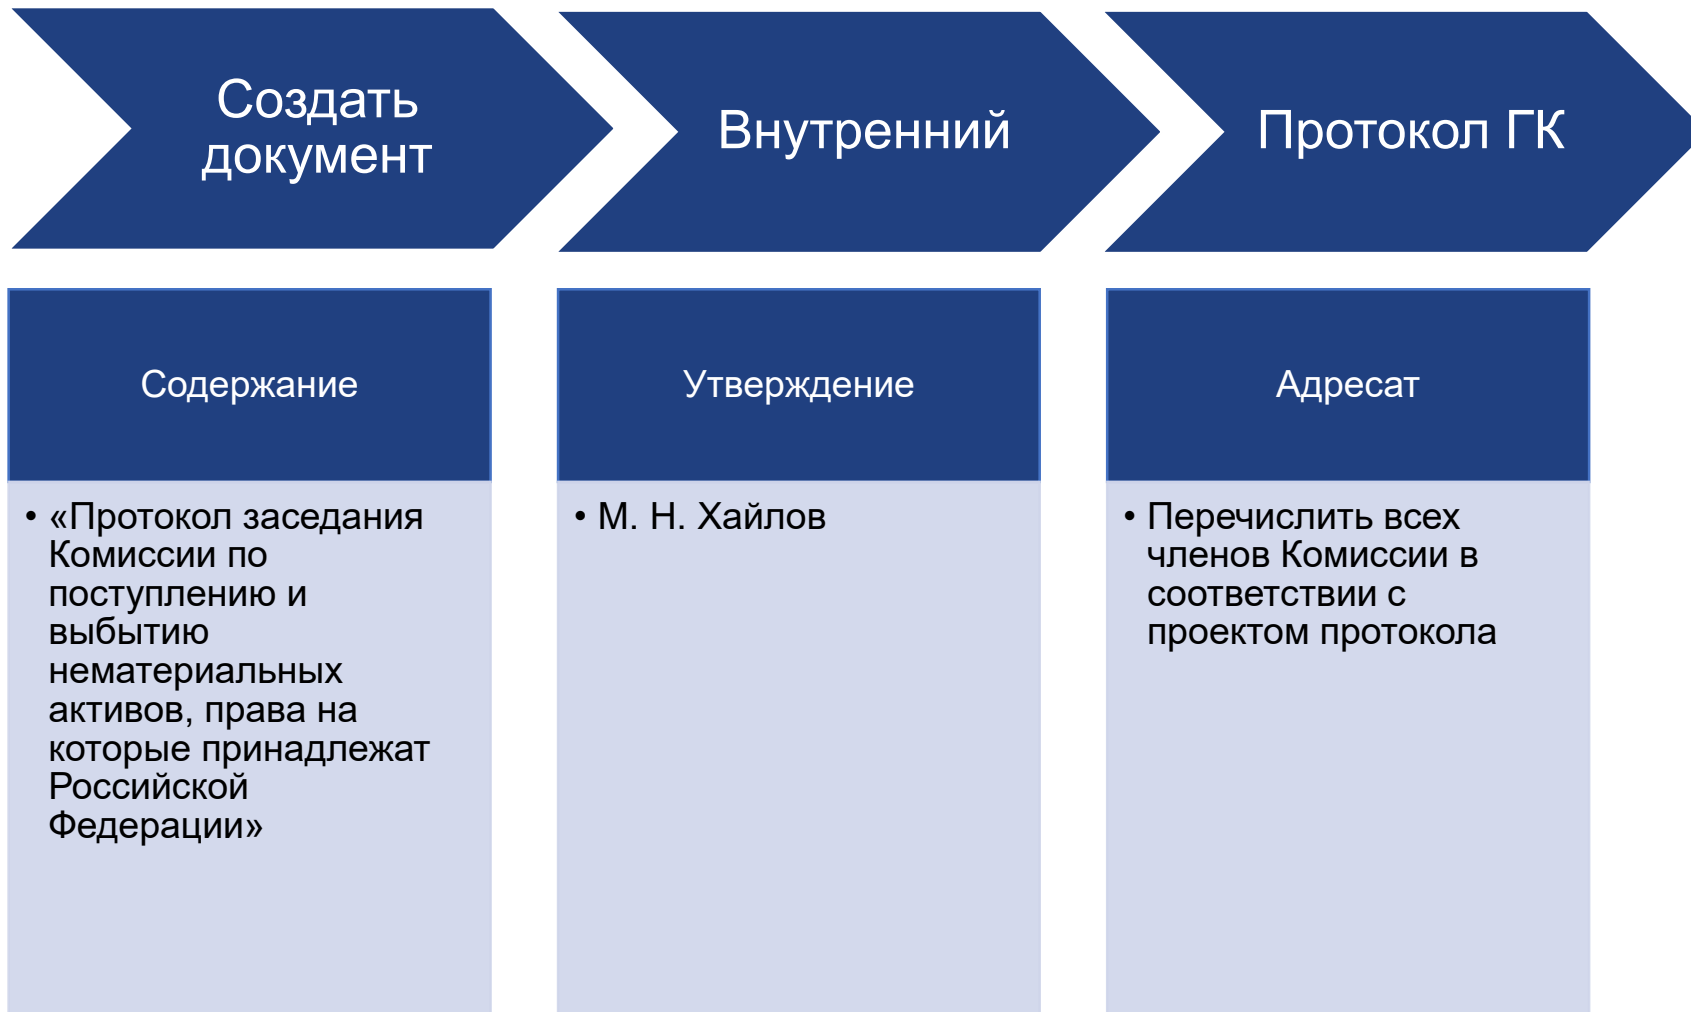 Создать
документ
Внутренний
Протокол ГК
Содержание
• «Протокол заседания
Комиссии по
поступлению и
выбытию
нематериальных
активов, права на
которые принадлежат
Российской
Федерации»
Утверждение
• М. Н. Хайлов
Адресат
• Перечислить всех
членов Комиссии в
соответствии с
проектом протокола